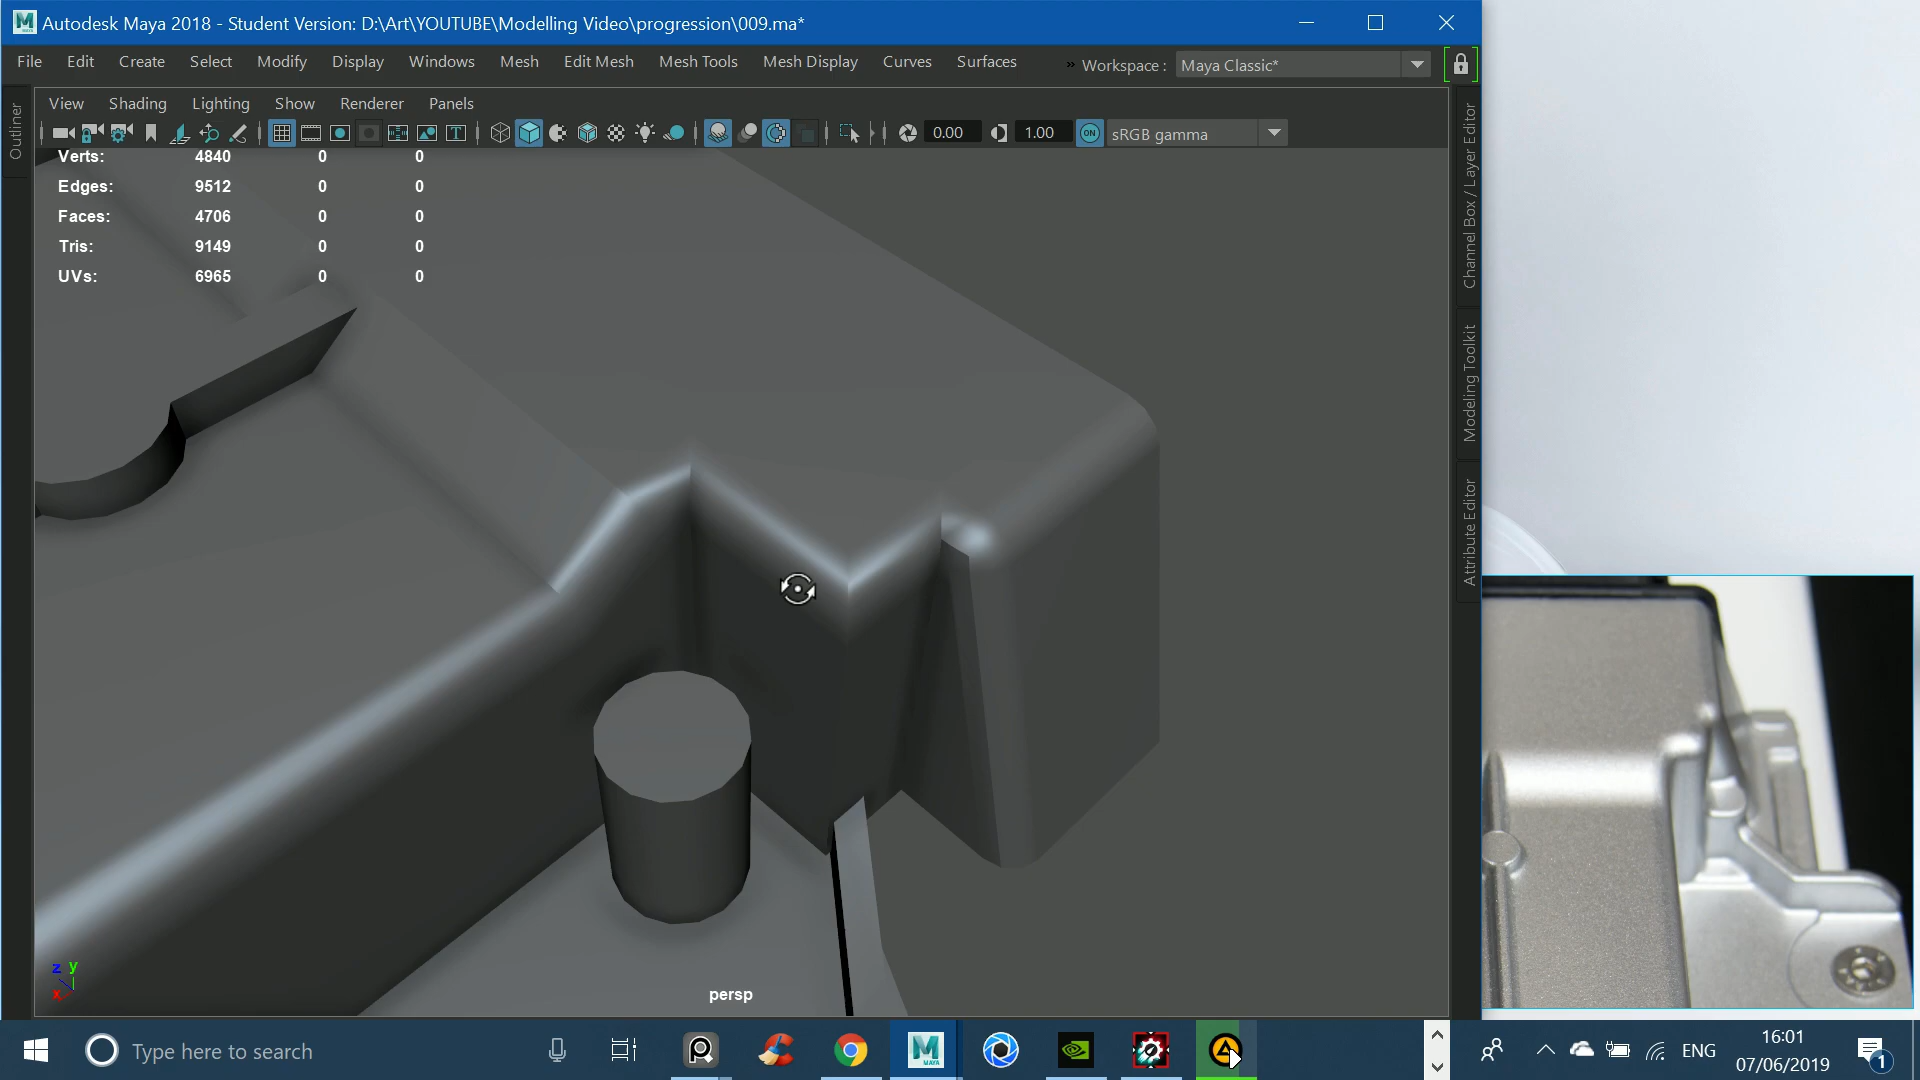 Autodesk Maya 2018 - Student Version: D:\Art\YOUTUBE\Modelling Video\progression\009.ma*
File Edit Create Select Modify Display Windows Mesh Edit Mesh Mesh Tools Mesh Display Curves Surfaces » Workspace : Maya Classic*
View Shading Lighting Show Renderer Panels
0.00 1.00 ON sRGB gamma
Outliner
Verts: 4840 0 0
Edges: 9512 0 0
Faces: 4706 0 0
Tris: 9149 0 0
UVs: 6965 0 0
Channel Box / Layer Editor
Modeling Toolkit
Attribute Editor
z y
x
persp
Type here to search
MAYA
ENG
16:01
07/06/2019
1